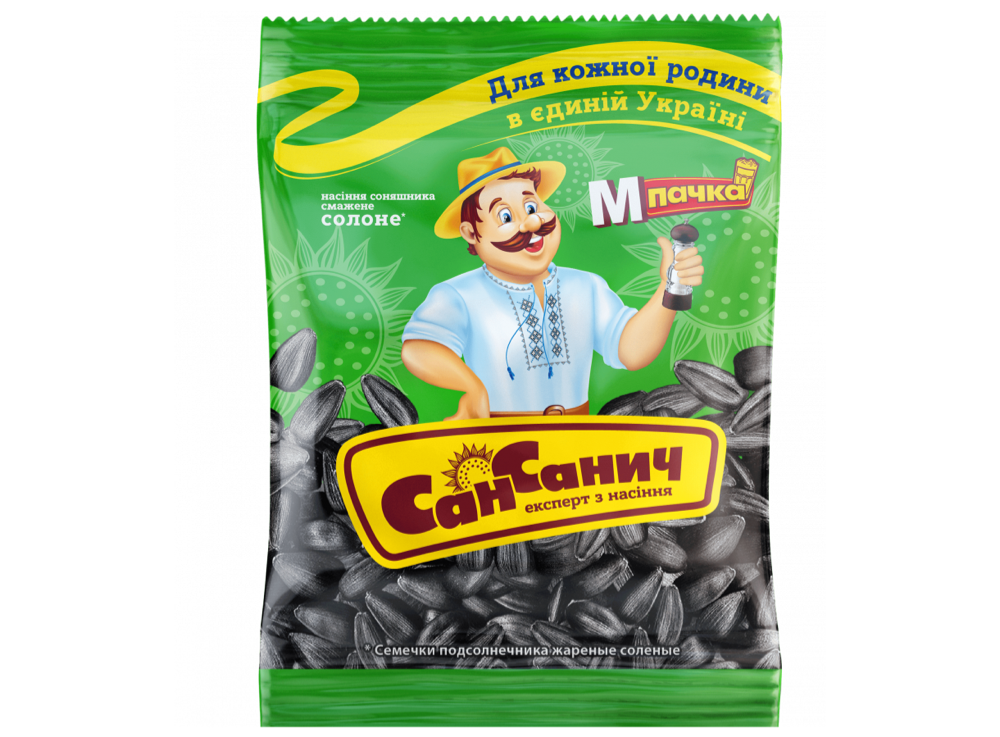 Для кожної родини
в єдиній Україні
М пачка
насіння соняшника
смажене
солоне*
СанСанич
експерт з насіння
* Семечки подсолнечника жареные соленые